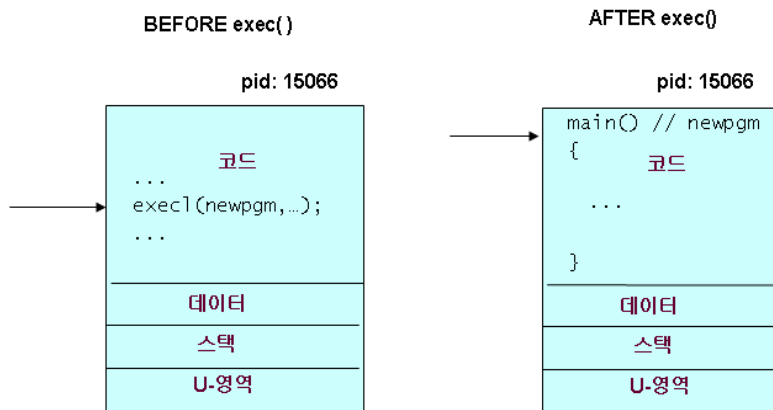 BEFORE exec( )
pid: 15066
코드
...
execl(newpgm,…);
...
데이터
스택
U-영역
AFTER exec()
pid: 15066
main() // newpgm
{
코드
...
}
데이터
스택
U-영역